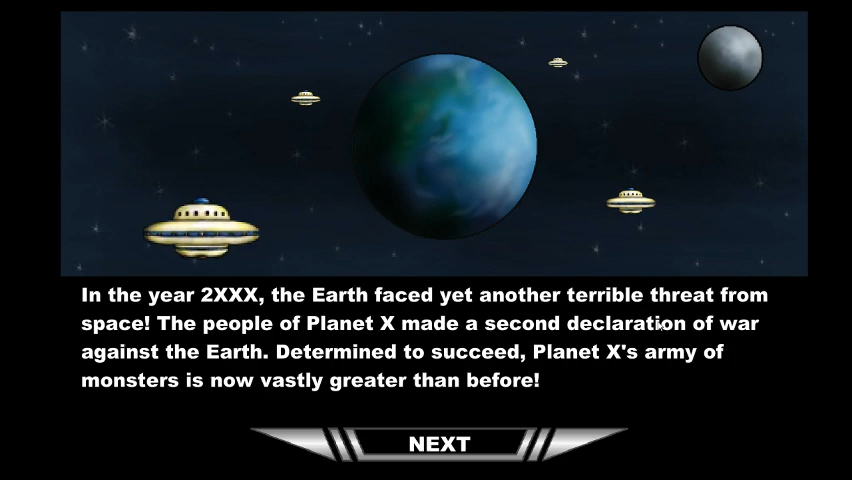 In the year 2XXX, the Earth faced yet another terrible threat from
space! The people of Planet X made a second declaration of war
against the Earth. Determined to succeed, Planet X's army of
monsters is now vastly greater than before!
NEXT